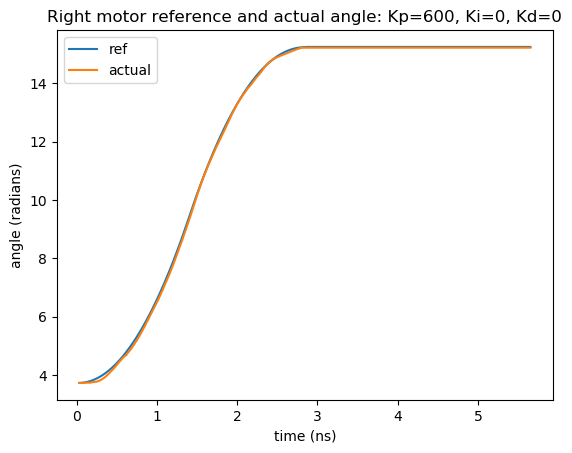 Right motor reference and actual angle: Kp=600, Ki=0, Kd=0
ref
actual
14
12
10
8
6
4
angle (radians)
0 1 2 3 4 5
time (ns)